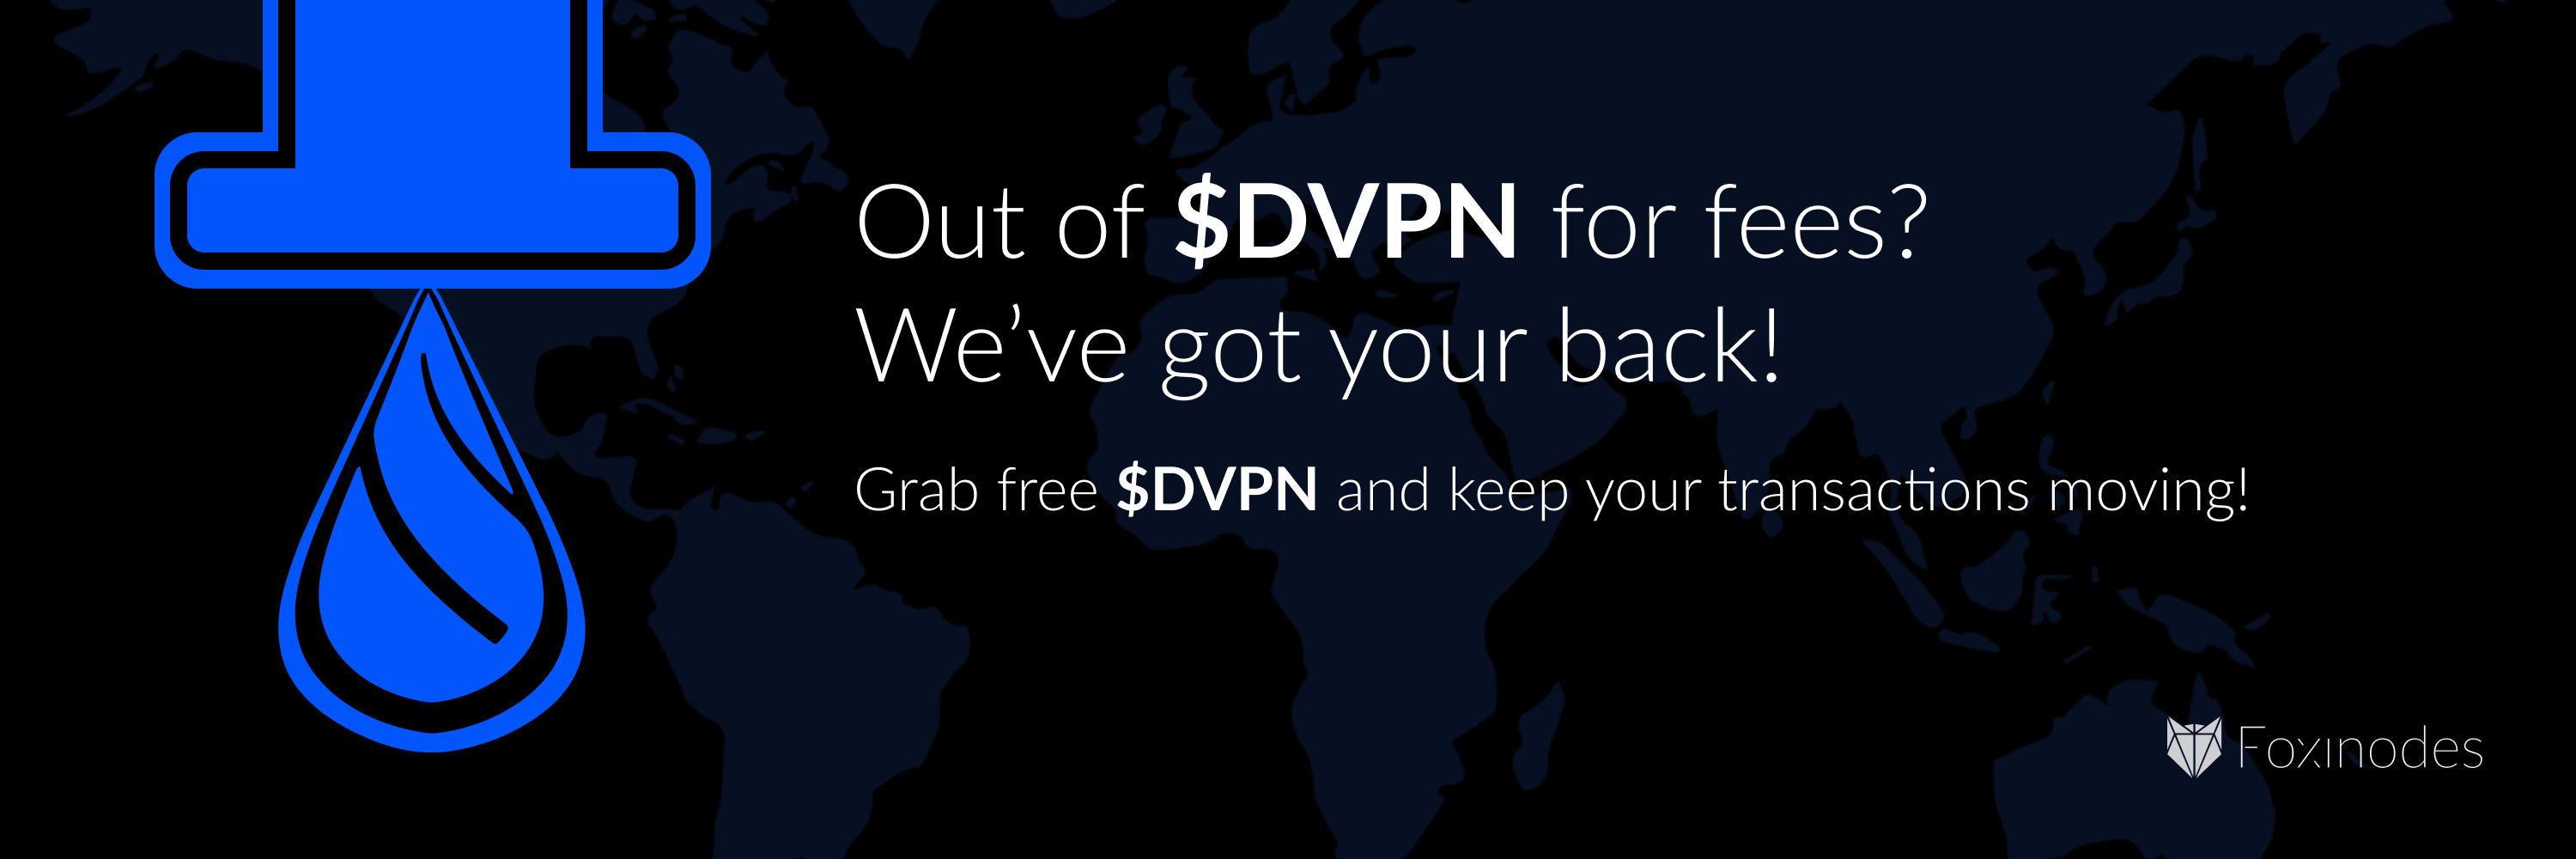 Out of $DVPN for fees?
We’ve got your back!
Grab free $DVPN and keep your transactions moving!
Foxinodes